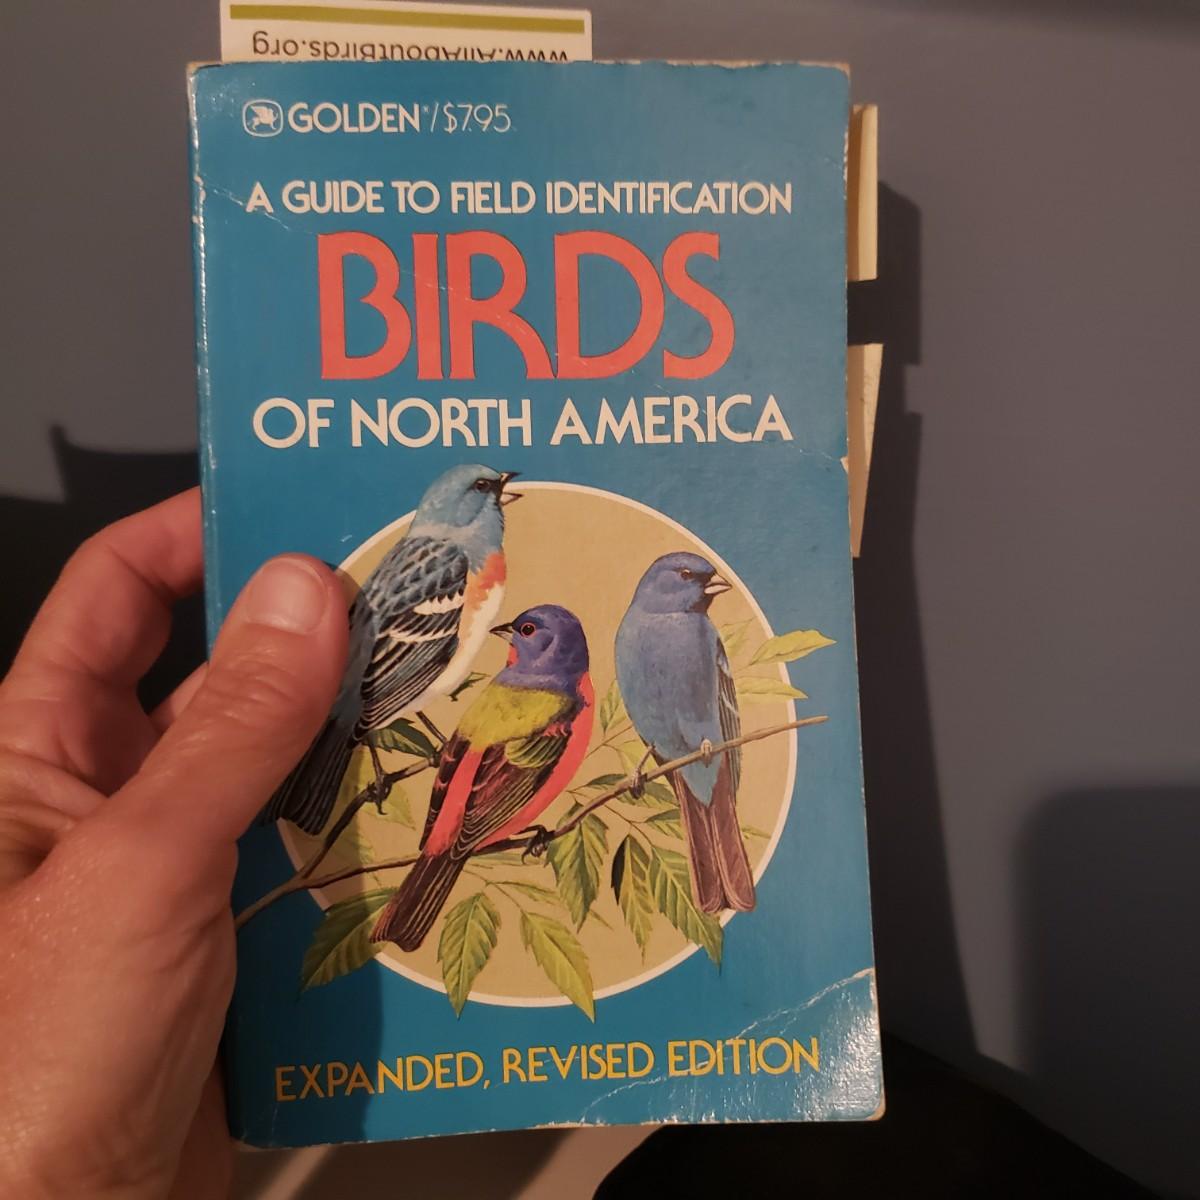 www.AllAboutBirds.org
GOLDEN®/$7.95
A GUIDE TO FIELD IDENTIFICATION
BIRDS
OF NORTH AMERICA
EXPANDED, REVISED EDITION